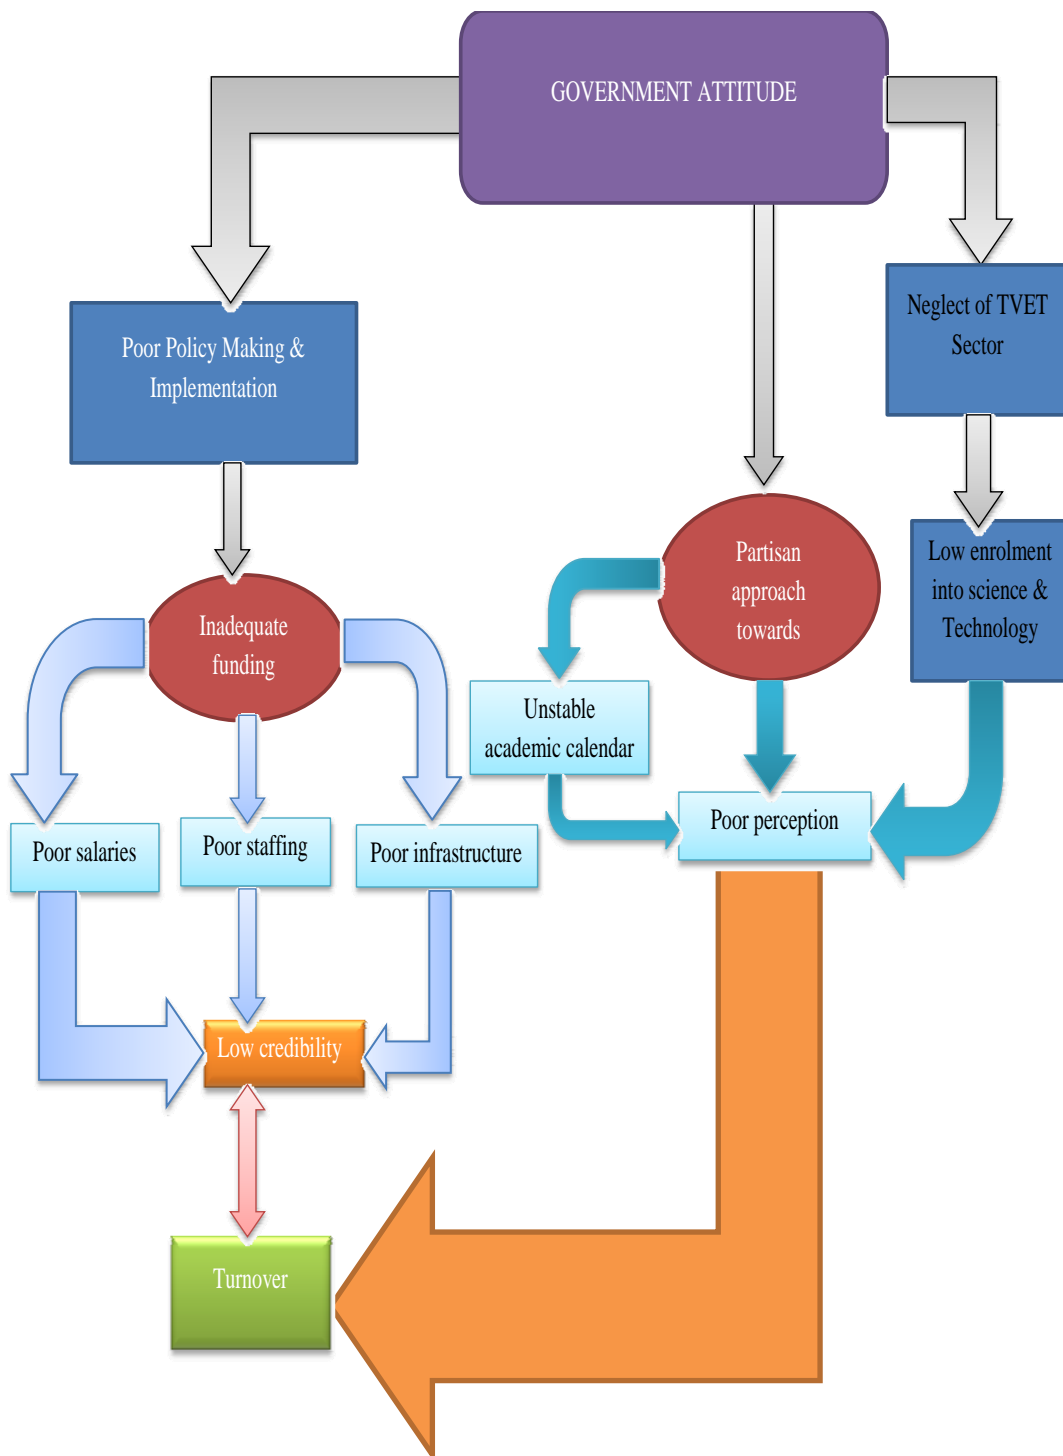 GOVERNMENT ATTITUDE
Neglect of TVET
Sector
Poor Policy Making &
Implementation
Partisan
approach
towards
Low enrolment
into science &
Technology
Inadequate
funding
Unstable
academic calendar
Poor perception
Poor salaries
Poor staffing
Poor infrastructure
Low credibility
Turnover